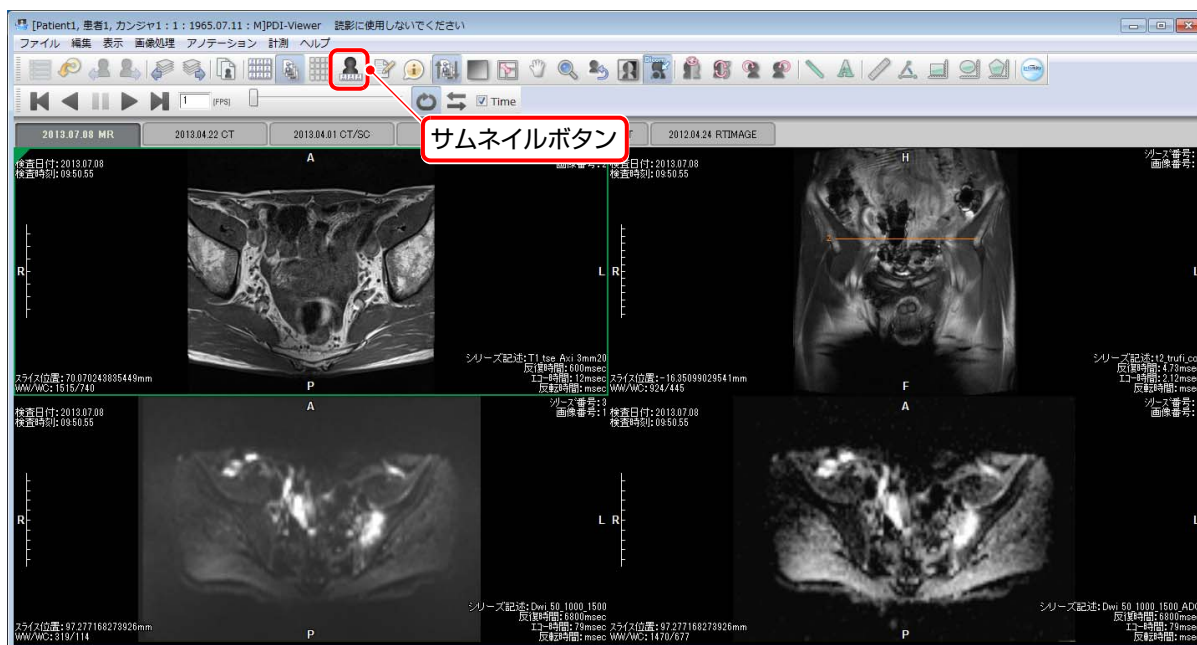 [Patient1, 患者1, カンジャ1 : 1 : 1965.07.11 : M]PDI-Viewer 読影に使用しないでください
ファイル 編集 表示 画像処理 アノテーション 計測 ヘルプ
1 [FPS] Time
2013.07.08 MR 2013.04.22 CT 2013.04.01 CT/SC 2012.04.24 RTIMAGE
サムネイルボタン
検査日付:2013.07.08
検査時刻:09:50.55
A
R
L
シリーズ記述:T1_tse_Axi 3mm20
反復時間:600msec
エコー時間:12msec
反転時間: msec
スライス位置:70.070243835449mm
WW/WC:1515/740
P
検査日付:2013.07.08
検査時刻:09:50.55
H
シリーズ番号:
画像番号:
R
L
シリーズ記述:t2_trufi_co
反復時間:4.73mse
エコー時間:2.12msec
反転時間: msec
スライス位置:-16.35099029541mm
WW/WC:924/445
F
検査日付:2013.07.08
検査時刻:09:50.55
A
シリーズ番号:3
画像番号:1
R
L
シリーズ記述:Dwi 50_1000_1500
反復時間:6800msec
エコー時間:79msec
反転時間: msec
スライス位置:97.277168273926mm
WW/WC:319/114
P
検査日付:2013.07.08
検査時刻:09:50.55
A
シリーズ番号:
画像番号:
R
L
シリーズ記述:Dwi 50_1000_1500_ADC
反復時間:6800mse
エコー時間:79mse
反転時間: mse
スライス位置:97.277168273926mm
WW/WC:1470/677
P